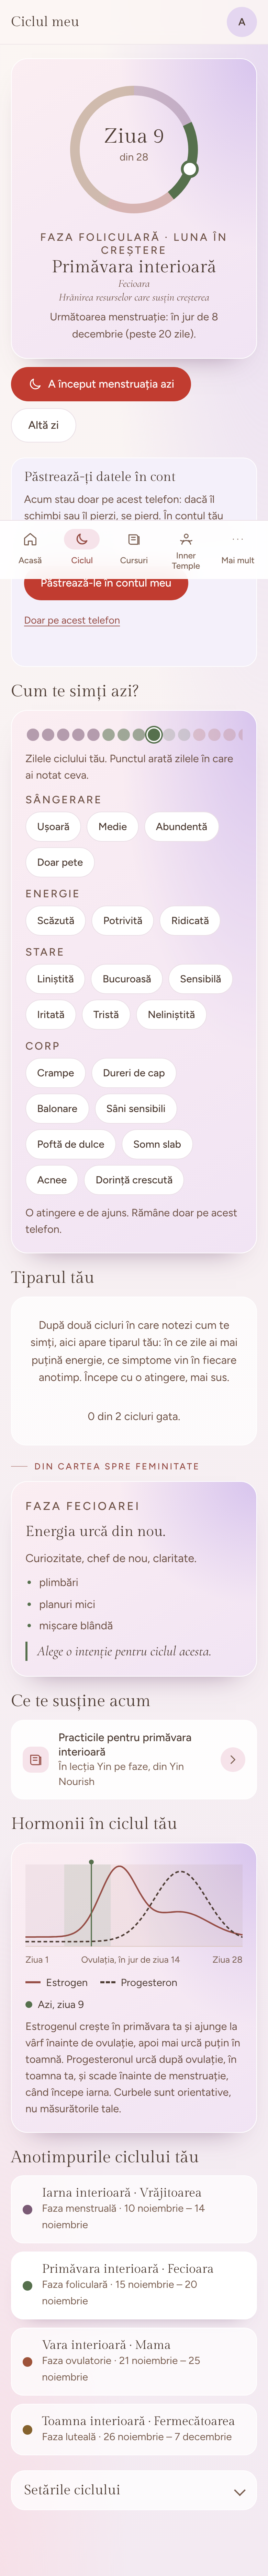 Ciclul meu
A
Ziua 9
din 28
FAZA FOLICULARĂ · LUNA ÎN
CREȘTERE
Primăvara interioară
Fecioara
Hrănirea resurselor care susțin creșterea
Următoarea menstruație: în jur de 8
decembrie (peste 20 zile).
A început menstruația azi
Altă zi
Păstrează-ți datele în cont
Acum stau doar pe acest telefon: dacă îl
schimbi sau îl pierzi, se pierd. În contul tău
Acasă
Ciclul
Cursuri
Inner
Temple
Mai mult
Păstrează-le în contul meu
Doar pe acest telefon
Cum te simți azi?
Zilele ciclului tău. Punctul arată zilele în care
ai notat ceva.
SÂNGERARE
Ușoară
Medie
Abundentă
Doar pete
ENERGIE
Scăzută
Potrivită
Ridicată
STARE
Liniștită
Bucuroasă
Sensibilă
Iritată
Tristă
Neliniștită
CORP
Crampe
Dureri de cap
Balonare
Sâni sensibili
Poftă de dulce
Somn slab
Acnee
Dorință crescută
O atingere e de ajuns. Rămâne doar pe acest
telefon.
Tiparul tău
După două cicluri în care notezi cum te
simți, aici apare tiparul tău: în ce zile ai mai
puțină energie, ce simptome vin în fiecare
anotimp. Începe cu o atingere, mai sus.
0 din 2 cicluri gata.
DIN CARTEA SPRE FEMINITATE
FAZA FECIOAREI
Energia urcă din nou.
Curiozitate, chef de nou, claritate.
• plimbări
• planuri mici
• mișcare blândă
Alege o intenție pentru ciclul acesta.
Ce te susține acum
Practicile pentru primăvara
interioară
În lecția Yin pe faze, din Yin
Nourish
Hormonii în ciclul tău
Ziua 1
Ovulația, în jur de ziua 14
Ziua 28
Estrogen
Progesteron
Azi, ziua 9
Estrogenul crește în primăvara ta și ajunge la
vârf înainte de ovulație, apoi mai urcă puțin în
toamnă. Progesteronul urcă după ovulație, în
toamna ta, și scade înainte de menstruație,
când începe iarna. Curbele sunt orientative,
nu măsurătorile tale.
Anotimpurile ciclului tău
Iarna interioară · Vrăjitoarea
Faza menstruală · 10 noiembrie – 14
noiembrie
Primăvara interioară · Fecioara
Faza foliculară · 15 noiembrie – 20
noiembrie
Vara interioară · Mama
Faza ovulatorie · 21 noiembrie – 25
noiembrie
Toamna interioară · Fermecătoarea
Faza luteală · 26 noiembrie – 7 decembrie
Setările ciclului